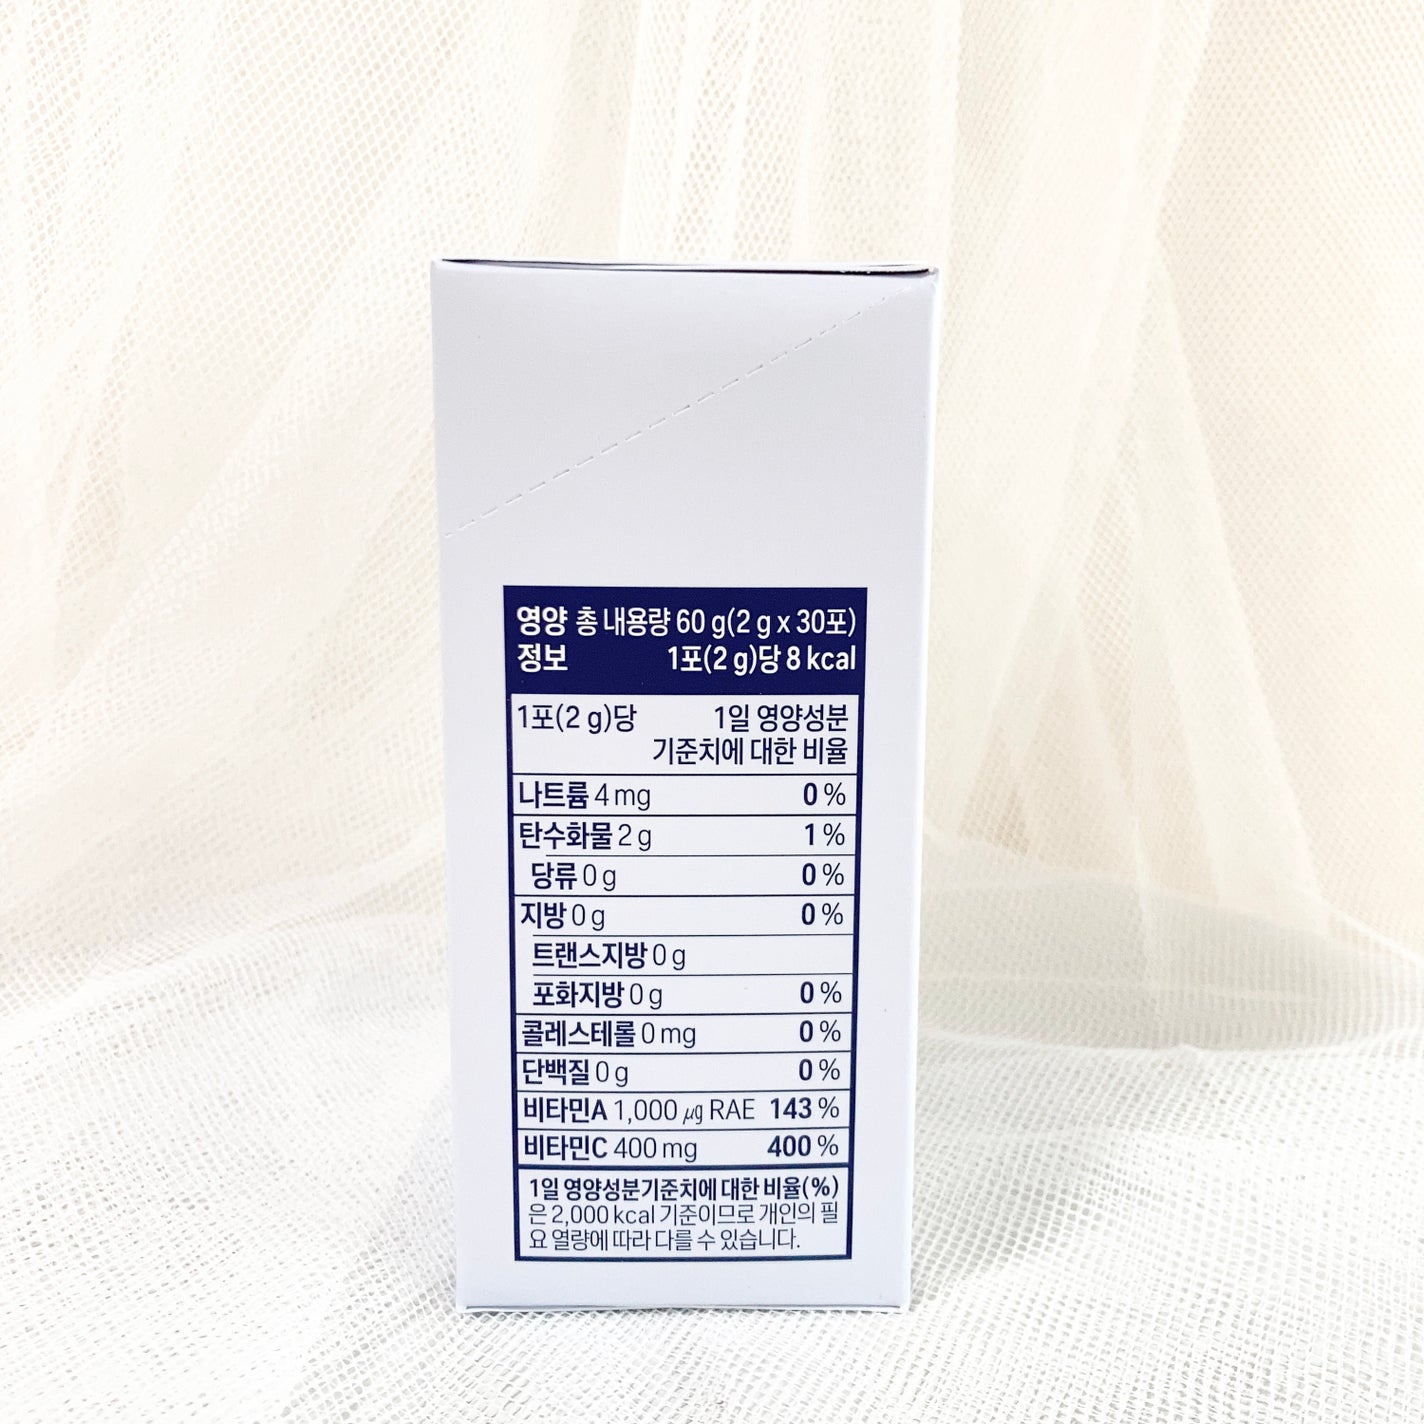 영양 총 내용량 60 g(2 g x 30포)
정보 1포(2 g)당 8 kcal
1포(2 g)당 1일 영양성분
기준치에 대한 비율
나트륨 4 mg 0 %
탄수화물 2 g 1 %
당류 0 g 0 %
지방 0 g 0 %
트랜스지방 0 g
포화지방 0 g 0 %
콜레스테롤 0 mg 0 %
단백질 0 g 0 %
비타민A 1,000 ㎍ RAE 143 %
비타민C 400 mg 400 %
1일 영양성분기준치에 대한 비율(%)
은 2,000 kcal 기준이므로 개인의 필
요 열량에 따라 다를 수 있습니다.